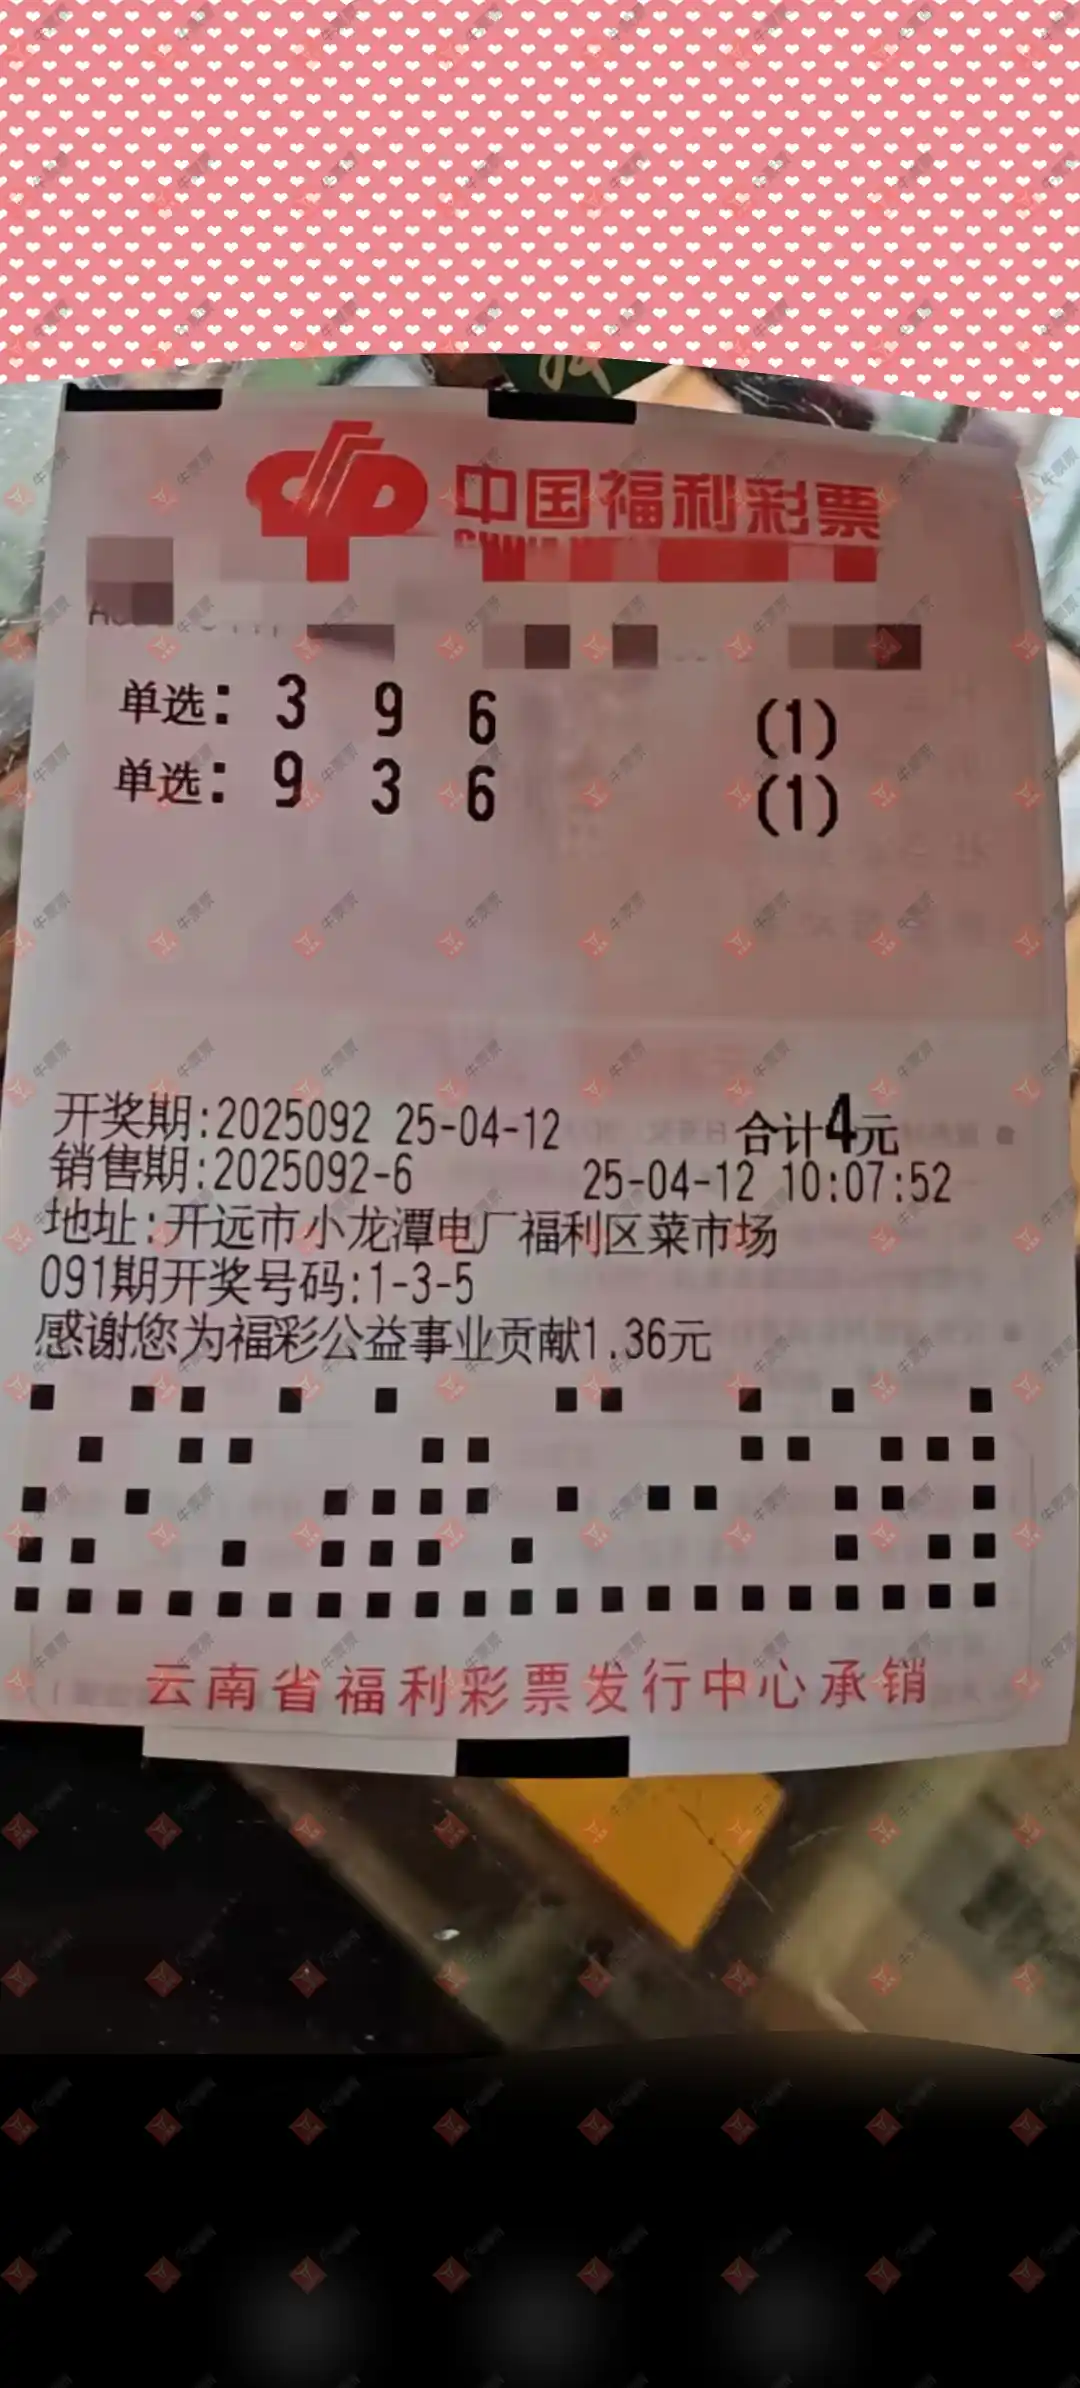 中国福利彩票
单选: 3 9 6 (1)
单选: 9 3 6 (1)
开奖期:2025092 25-04-12 合计4元
销售期:2025092-6 25-04-12 10:07:52
地址:开远市小龙潭电厂福利区菜市场
091期开奖号码:1-3-5
感谢您为福彩公益事业贡献1.36元
云南省福利彩票发行中心承销